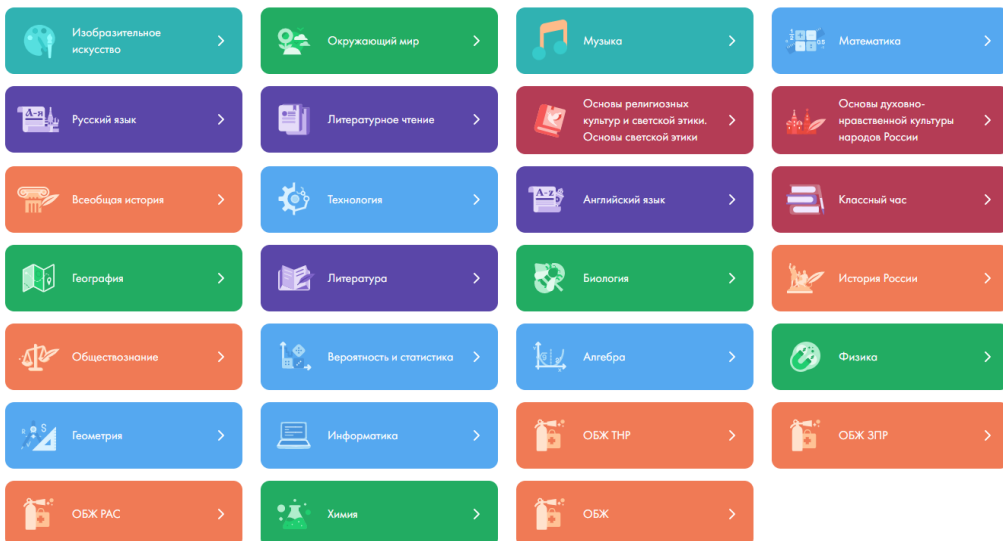 Изобразительное
искусство
Окружающий мир
Музыка
Математика
А-я
Русский язык
Литературное чтение
Основы религиозных
культур и светской этики.
Основы светской этики
Основы духовно-
нравственной культуры
народов России
Всеобщая история
Технология
A-z
Английский язык
Классный час
География
Литература
Биология
История России
Обществознание
Вероятность и статистика
Алгебра
Физика
S
Геометрия
Информатика
ОБЖ ТНР
ОБЖ ЗПР
ОБЖ РАС
Химия
ОБЖ